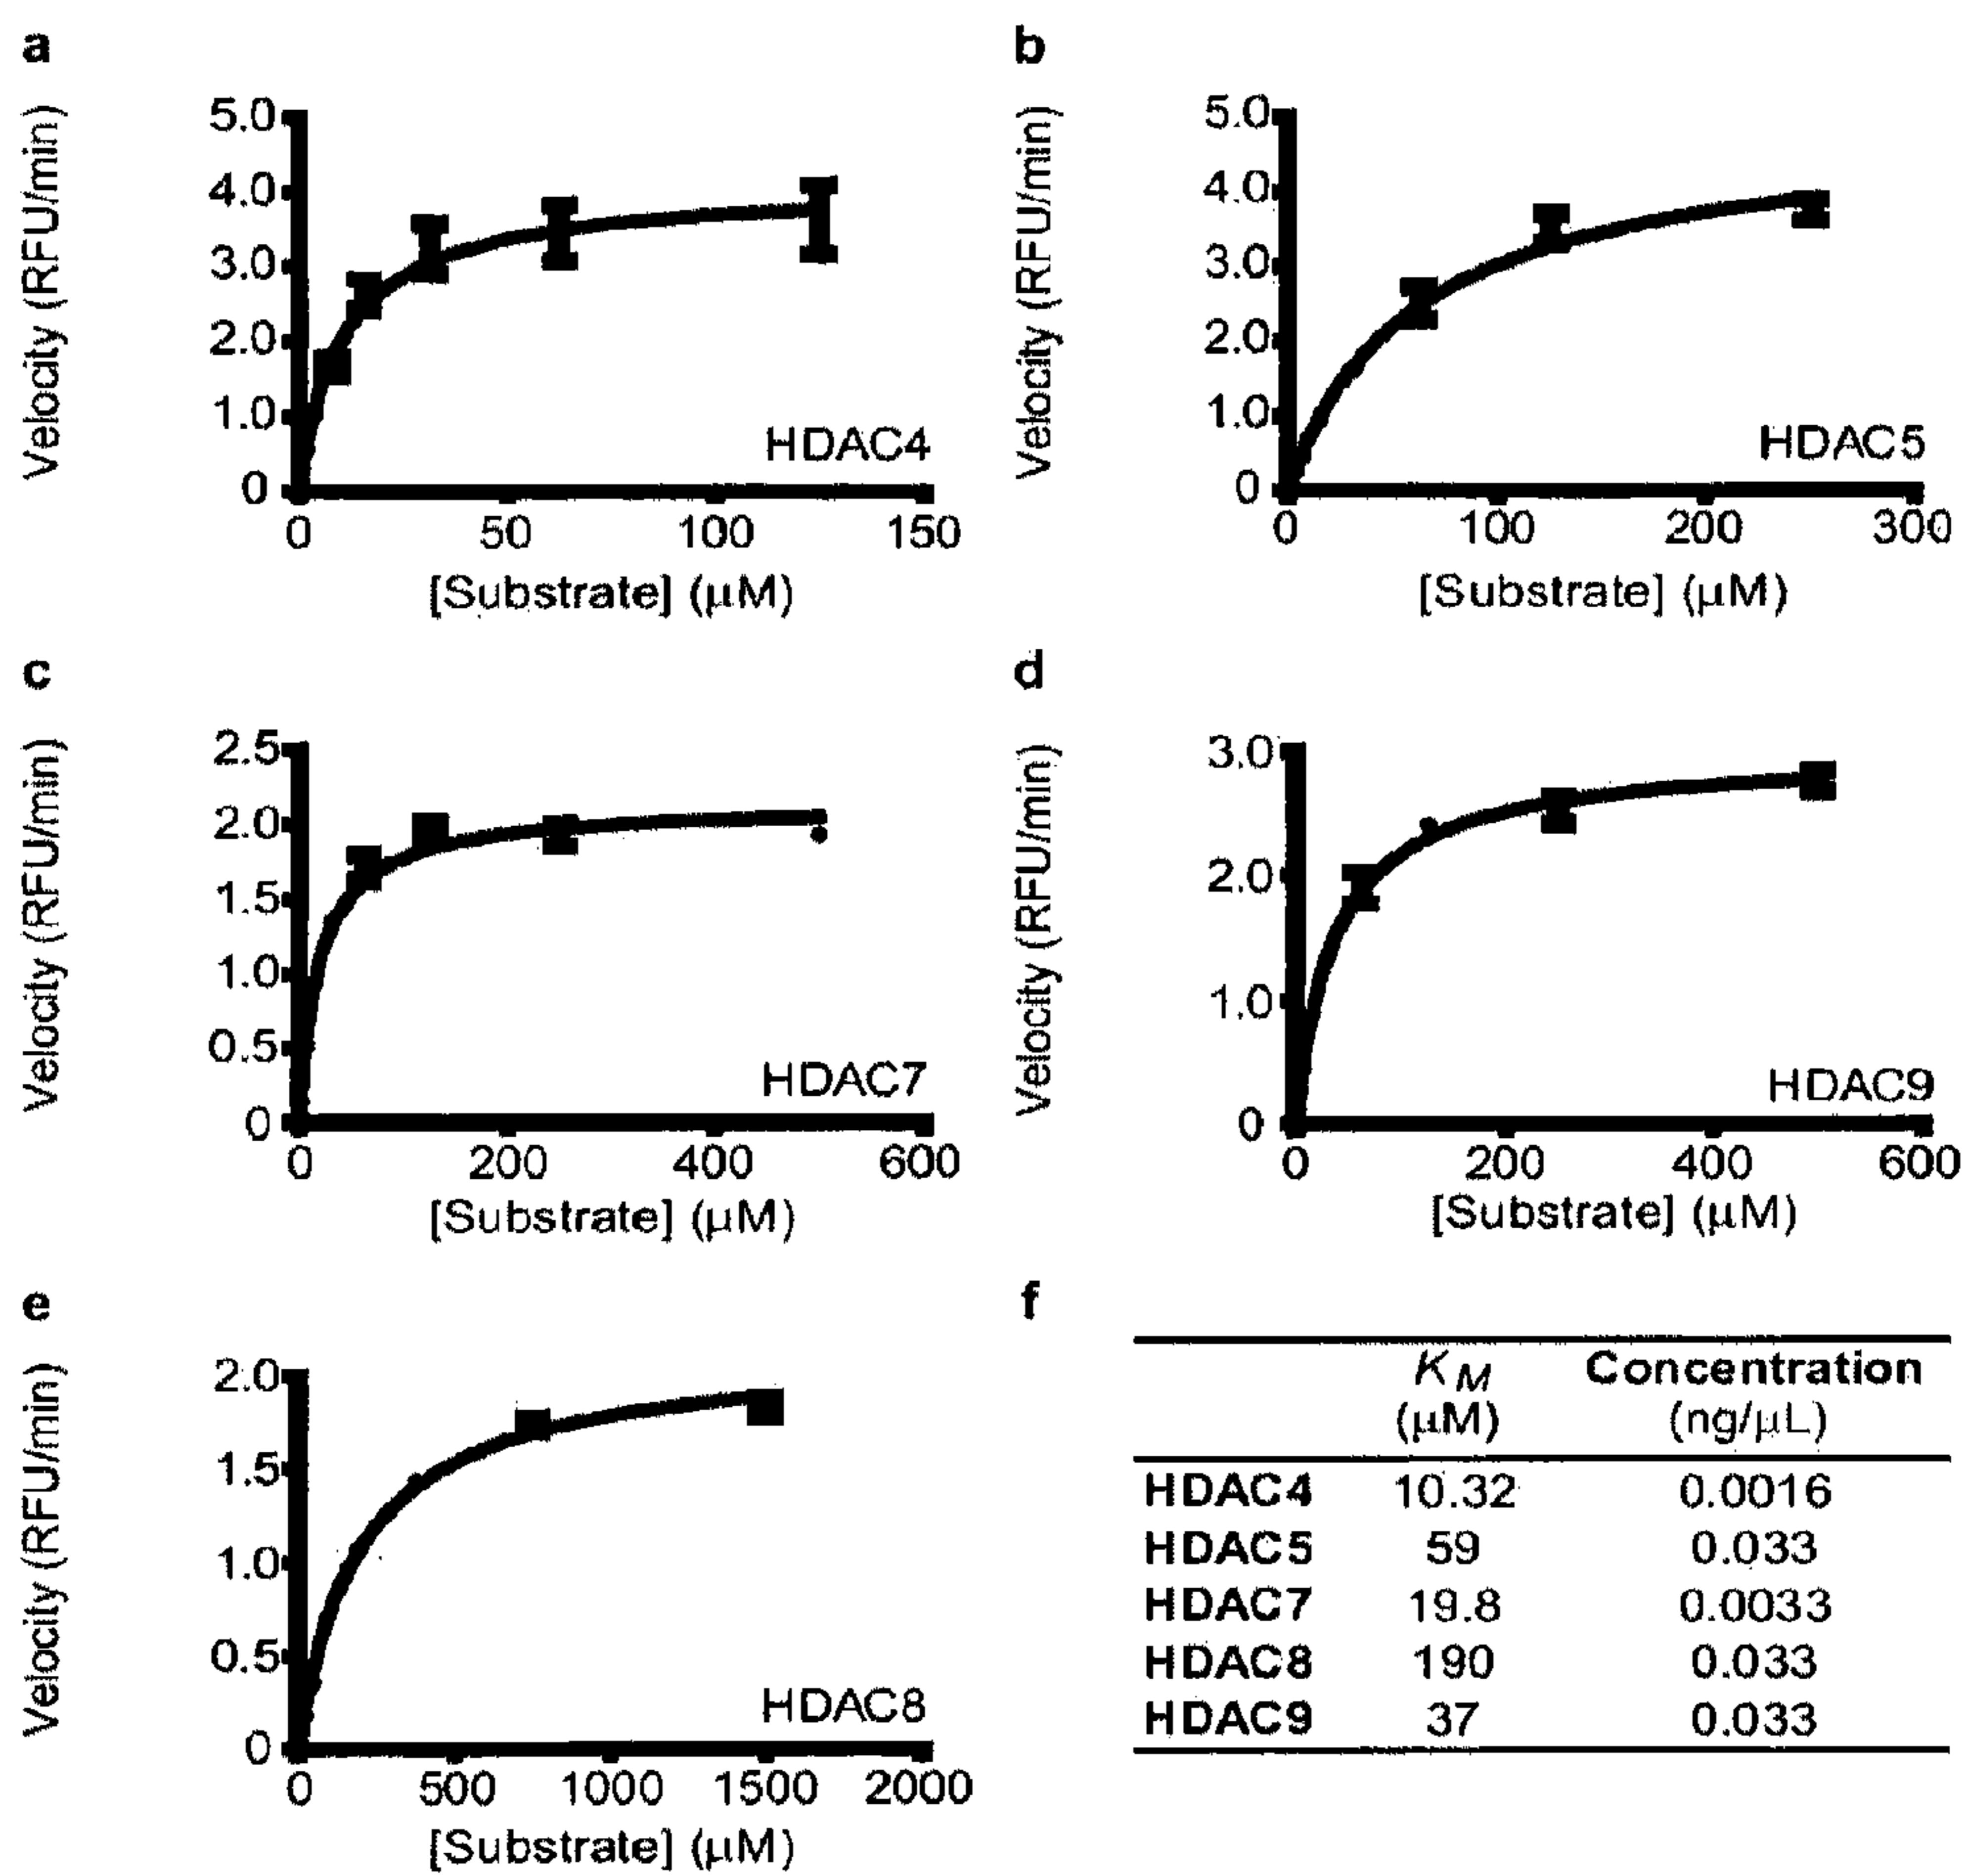 a
Velocity (RFU/min)
5.0
4.0
3.0
2.0
1.0
0
HDAC4
0 50 100 150
[Substrate] (μM)
b
Velocity (RFU/min)
5.0
4.0
3.0
2.0
1.0
0
HDAC5
0 100 200 300
[Substrate] (μM)
c
Velocity (RFU/min)
2.5
2.0
1.5
1.0
0.5
0
HDAC7
0 200 400 600
[Substrate] (μM)
d
Velocity (RFU/min)
3.0
2.0
1.0
0
HDAC9
0 200 400 600
[Substrate] (μM)
e
Velocity (RFU/min)
2.0
1.5
1.0
0.5
0
HDAC8
0 500 1000 1500 2000
[Substrate] (μM)
f
KM Concentration
(μM) (ng/μL)
HDAC4 10.32 0.0016
HDAC5 59 0.033
HDAC7 19.8 0.0033
HDAC8 190 0.033
HDAC9 37 0.033